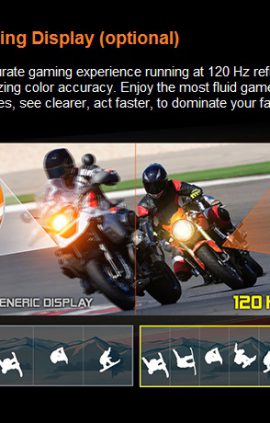 ing Display (optional)
urate gaming experience running at 120 Hz ref
zing color accuracy. Enjoy the most fluid game
es, see clearer, act faster, to dominate your fa
ENERIC DISPLAY
120 H